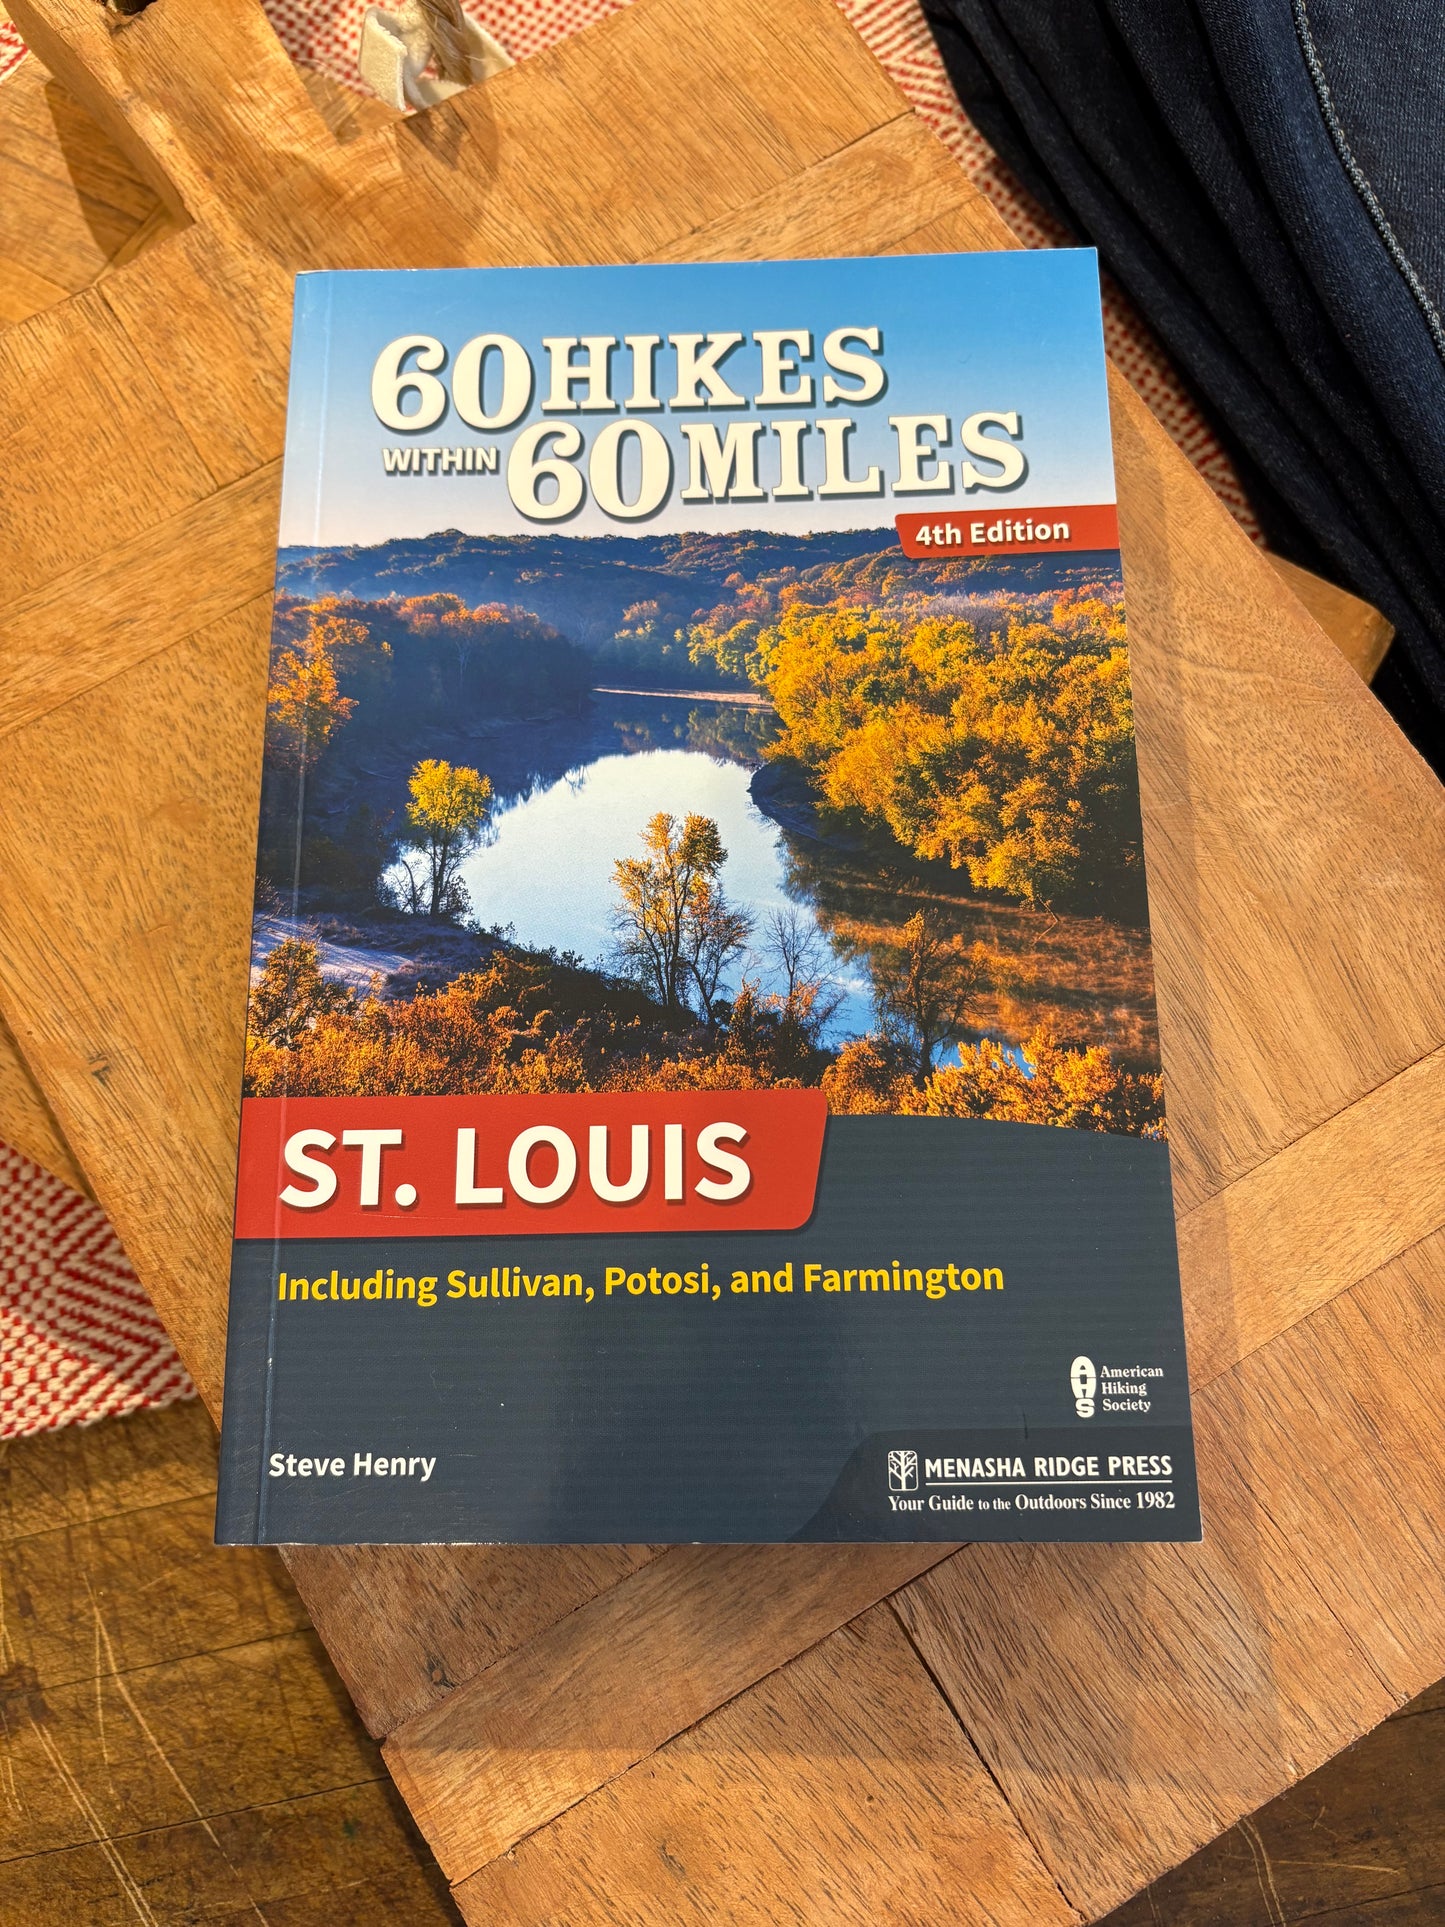 60 HIKES
WITHIN 60 MILES
4th Edition
ST. LOUIS
Including Sullivan, Potosi, and Farmington
AHS
American
Hiking
Society
Steve Henry
MENASHA RIDGE PRESS
Your Guide to the Outdoors Since 1982